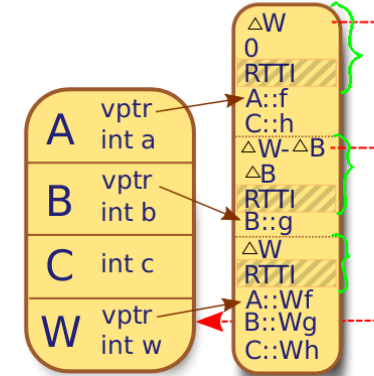 A
vptr
int a
B
vptr
int b
C
int c
W
vptr
int w
△W
0
RTTI
A::f
C::h
△W-△B
△B
RTTI
B::g
△W
RTTI
A::Wf
B::Wg
C::Wh